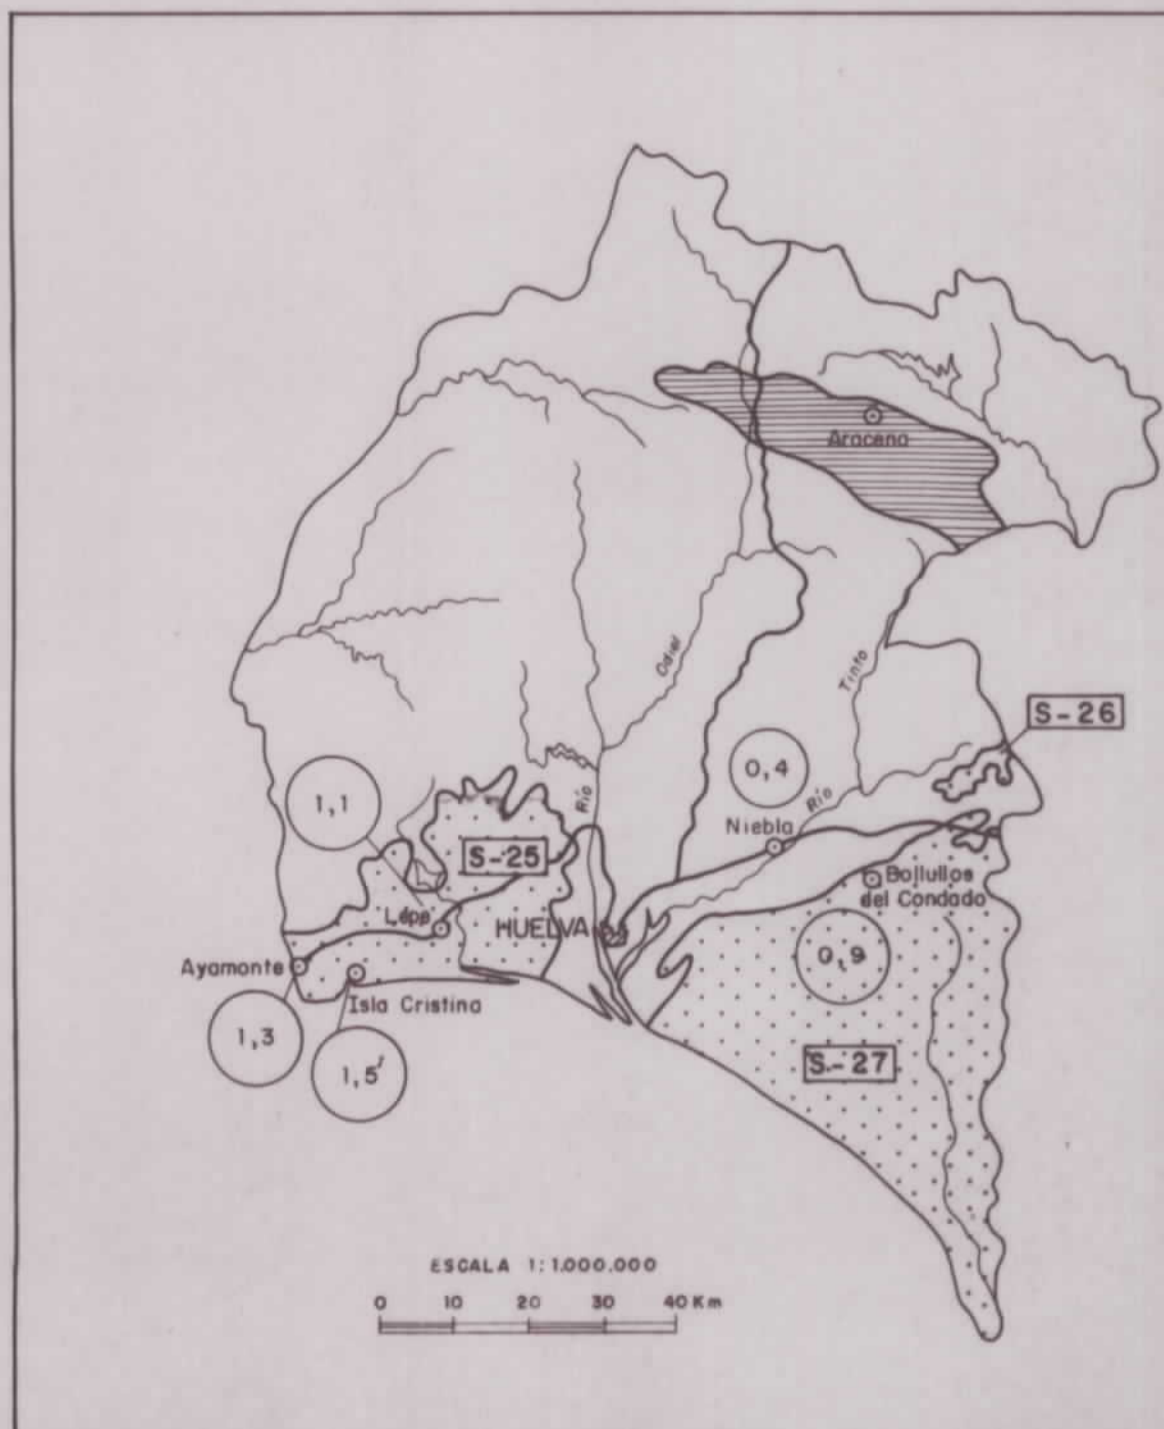 Aracena
Odiel
Tinto
S-26
0,4
1,1
Río
Río
Niebla
S-25
Bollullos
del Condado
Lepe
HUELVA
0,9
Ayamonte
Isla Cristina
1,3
S-27
1,5
ESCALA 1:1.000.000
0 10 20 30 40 Km